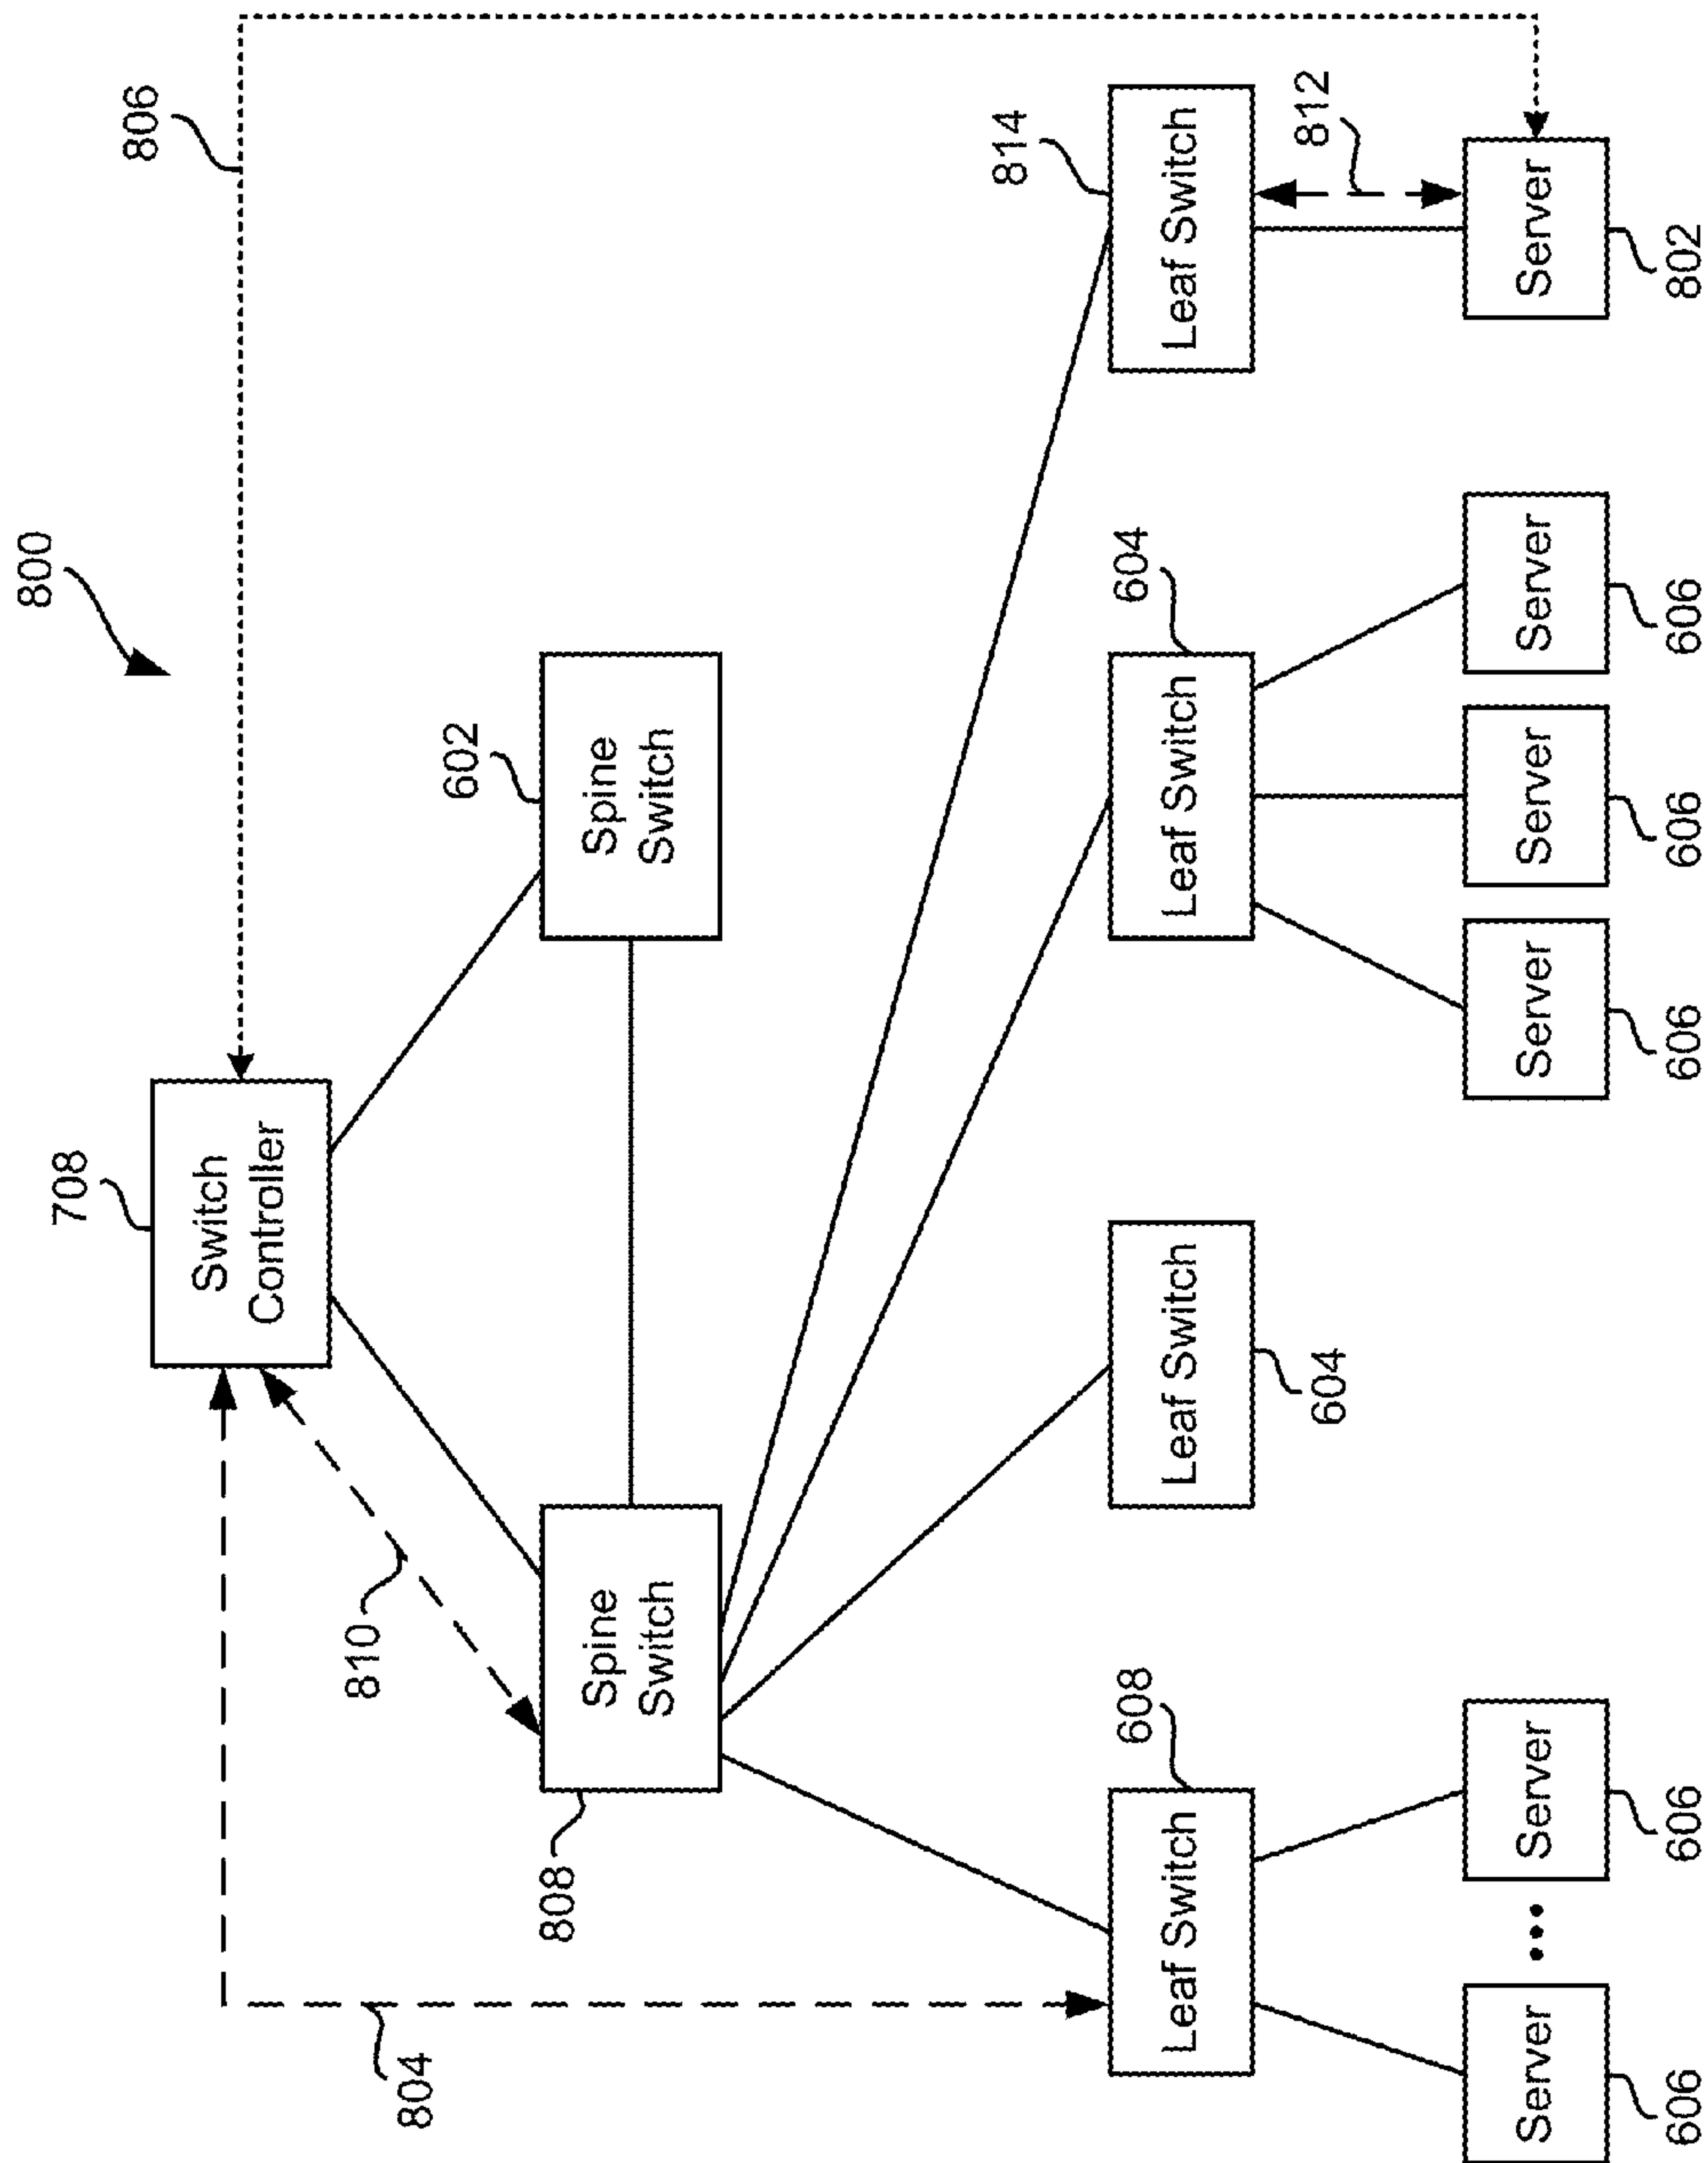 800
708
Switch
Controller
806
810
804
602
Spine
Switch
808
Spine
Switch
608
Leaf Switch
Leaf Switch
604
604
Leaf Switch
814
Leaf Switch
812
Server
606
...
Server
606
Server
606
Server
606
Server
606
Server
802